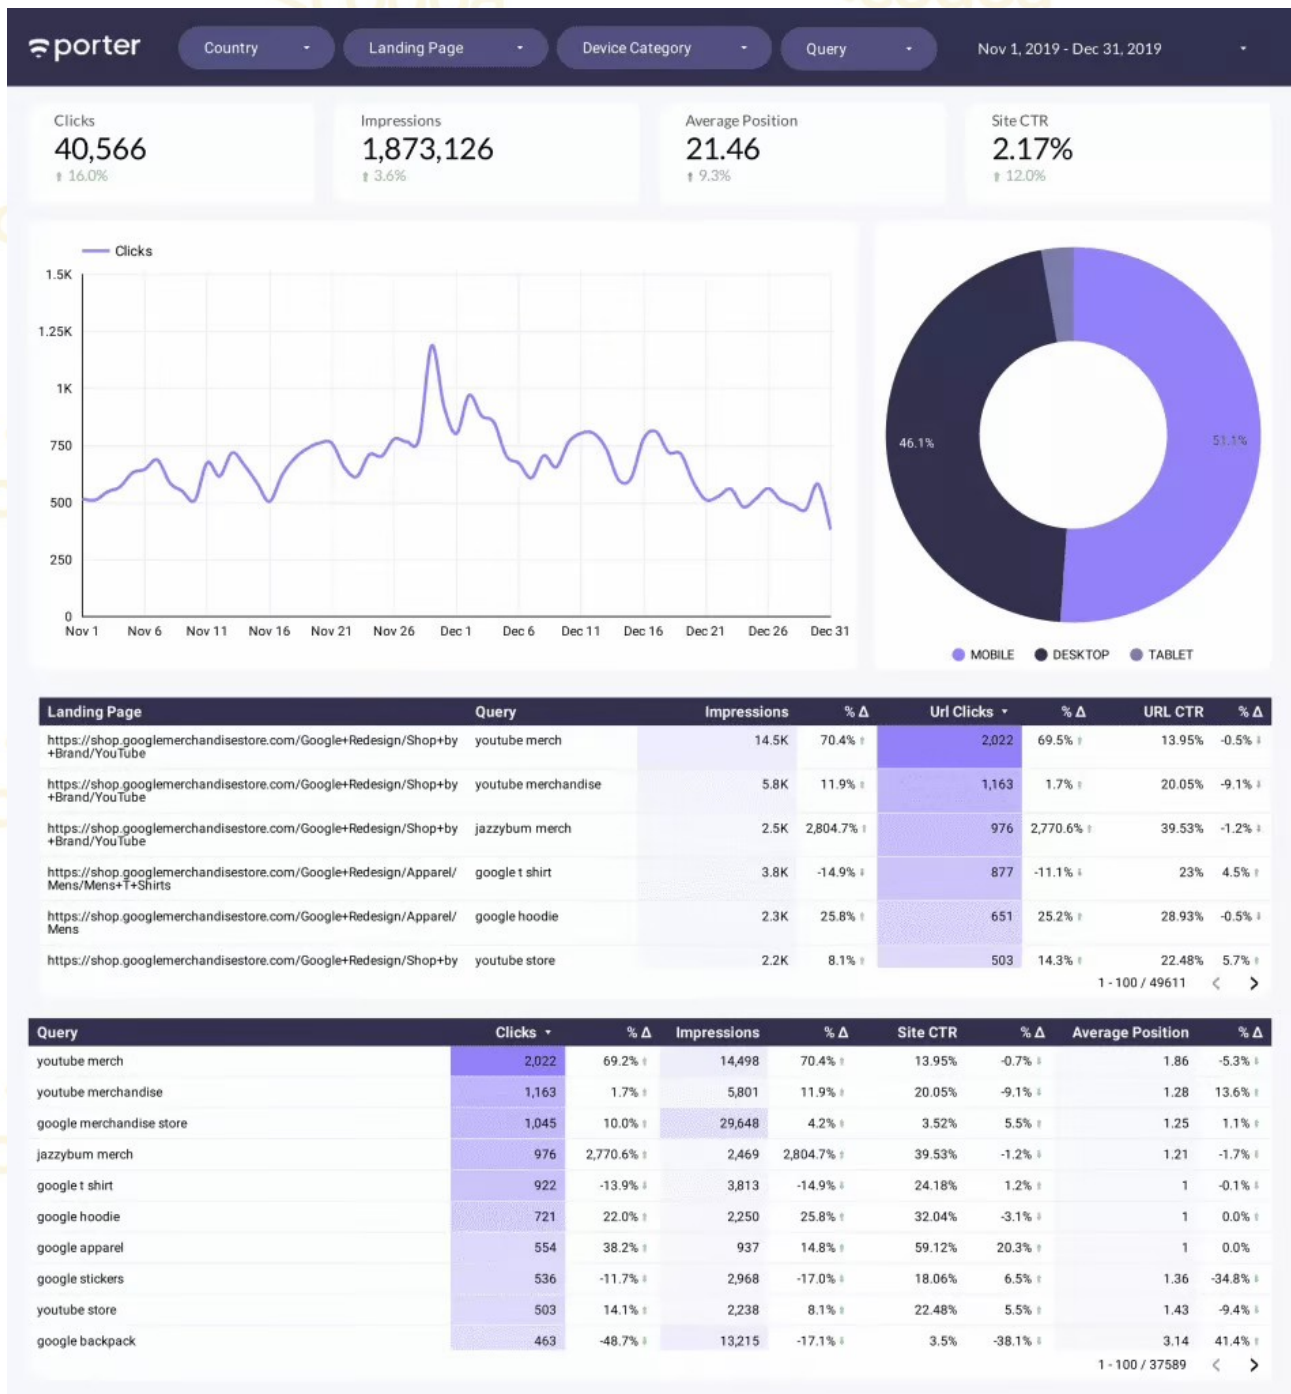 porter
Country
Landing Page
Device Category
Query
Nov 1, 2019 - Dec 31, 2019
Clicks
40,566
16.0%
Impressions
1,873,126
3.6%
Average Position
21.46
9.3%
Site CTR
2.17%
12.0%
Clicks
1.5K
1.25K
1K
750
500
250
0
Nov 1 Nov 6 Nov 11 Nov 16 Nov 21 Nov 26 Dec 1 Dec 6 Dec 11 Dec 16 Dec 21 Dec 26 Dec 31
46.1%
51.1%
MOBILE DESKTOP TABLET
Landing Page Query Impressions % Δ Url Clicks % Δ URL CTR % Δ
https://shop.googlemerchandisestore.com/Google+Redesign/Shop+by youtube merch 14.5K 70.4% 2,022 69.5% 13.95% -0.5%
+Brand/YouTube
https://shop.googlemerchandisestore.com/Google+Redesign/Shop+by youtube merchandise 5.8K 11.9% 1,163 1.7% 20.05% -9.1%
+Brand/YouTube
https://shop.googlemerchandisestore.com/Google+Redesign/Shop+by jazzybum merch 2.5K 2,804.7% 976 2,770.6% 39.53% -1.2%
+Brand/YouTube
https://shop.googlemerchandisestore.com/Google+Redesign/Apparel/ google t shirt 3.8K -14.9% 877 -11.1% 23% 4.5%
Mens/Mens+T+Shirts
https://shop.googlemerchandisestore.com/Google+Redesign/Apparel/ google hoodie 2.3K 25.8% 651 25.2% 28.93% -0.5%
Mens
https://shop.googlemerchandisestore.com/Google+Redesign/Shop+by youtube store 2.2K 8.1% 503 14.3% 22.48% 5.7%
1 - 100 / 49611
Query Clicks % Δ Impressions % Δ Site CTR % Δ Average Position % Δ
youtube merch 2,022 69.2% 14,498 70.4% 13.95% -0.7% 1.86 -5.3%
youtube merchandise 1,163 1.7% 5,801 11.9% 20.05% -9.1% 1.28 13.6%
google merchandise store 1,045 10.0% 29,648 4.2% 3.52% 5.5% 1.25 1.1%
jazzybum merch 976 2,770.6% 2,469 2,804.7% 39.53% -1.2% 1.21 -1.7%
google t shirt 922 -13.9% 3,813 -14.9% 24.18% 1.2% 1 -0.1%
google hoodie 721 22.0% 2,250 25.8% 32.04% -3.1% 1 0.0%
google apparel 554 38.2% 937 14.8% 59.12% 20.3% 1 0.0%
google stickers 536 -11.7% 2,968 -17.0% 18.06% 6.5% 1.36 -34.8%
youtube store 503 14.1% 2,238 8.1% 22.48% 5.5% 1.43 -9.4%
google backpack 463 -48.7% 13,215 -17.1% 3.5% -38.1% 3.14 41.4%
1 - 100 / 37589